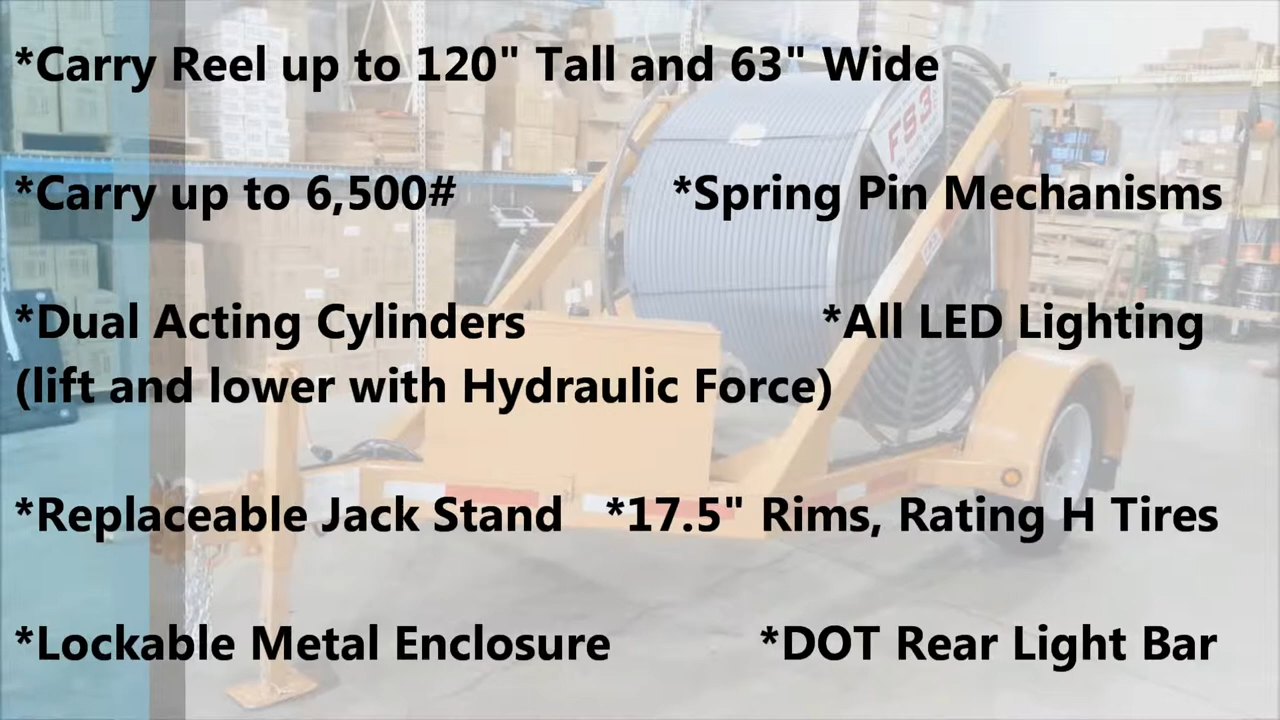 *Carry Reel up to 120" Tall and 63" Wide
FS3
*Carry up to 6,500# *Spring Pin Mechanisms
*Dual Acting Cylinders *All LED Lighting
(lift and lower with Hydraulic Force)
*Replaceable Jack Stand *17.5" Rims, Rating H Tires
*Lockable Metal Enclosure *DOT Rear Light Bar